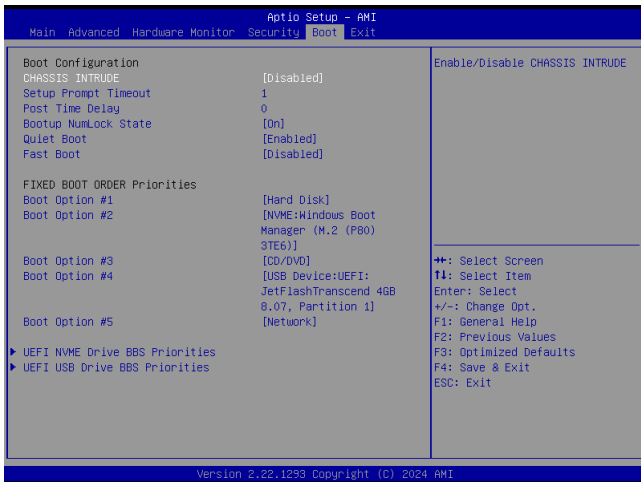 Aptio Setup – AMI
Main Advanced Hardware Monitor Security Boot Exit
Boot Configuration
CHASSIS INTRUDE [Disabled]
Setup Prompt Timeout 1
Post Time Delay 0
Bootup NumLock State [On]
Quiet Boot [Enabled]
Fast Boot [Disabled]
FIXED BOOT ORDER Priorities
Boot Option #1 [Hard Disk]
Boot Option #2 [NVME:Windows Boot
Manager (M.2 (P80)
3TE6)]
Boot Option #3 [CD/DVD]
Boot Option #4 [USB Device:UEFI:
JetFlashTranscend 4GB
8.07, Partition 1]
Boot Option #5 [Network]
UEFI NVME Drive BBS Priorities
UEFI USB Drive BBS Priorities
Enable/Disable CHASSIS INTRUDE
→←: Select Screen
↑↓: Select Item
Enter: Select
+/-: Change Opt.
F1: General Help
F2: Previous Values
F3: Optimized Defaults
F4: Save & Exit
ESC: Exit
Version 2.22.1293 Copyright (C) 2024 AMI